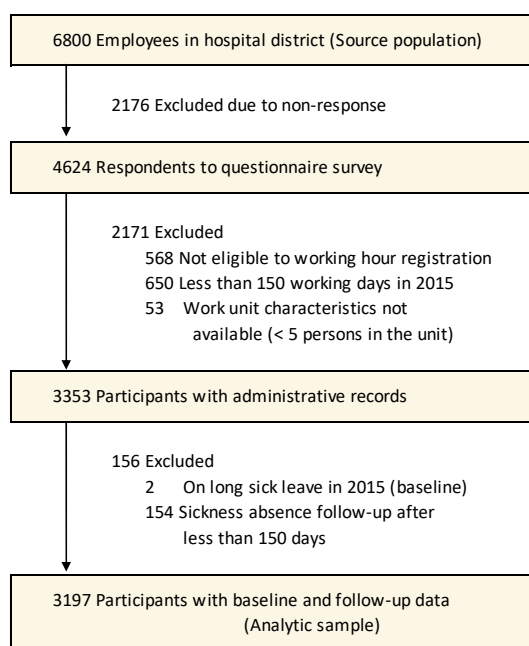 6800 Employees in hospital district (Source population)
2176 Excluded due to non-response
4624 Respondents to questionnaire survey
2171 Excluded
568 Not eligible to working hour registration
650 Less than 150 working days in 2015
53 Work unit characteristics not
available (< 5 persons in the unit)
3353 Participants with administrative records
156 Excluded
2 On long sick leave in 2015 (baseline)
154 Sickness absence follow-up after
less than 150 days
3197 Participants with baseline and follow-up data
(Analytic sample)